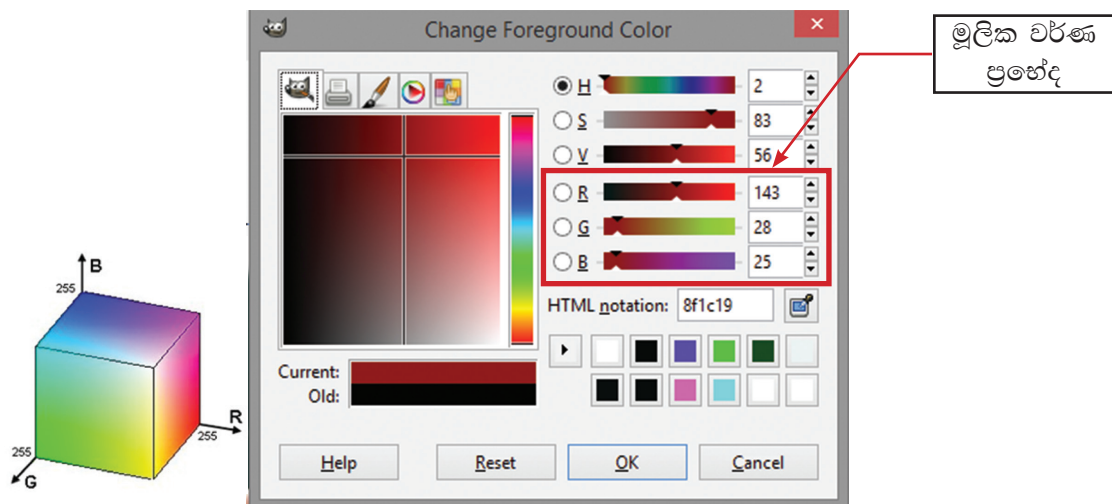 Change Foreground Color
මූලික වර්ණ
ප්‍රභේද
H 2
S 83
V 56
R 143
G 28
B 25
HTML notation: 8f1c19
Current:
Old:
Help Reset OK Cancel
B
255
R
255
255
G